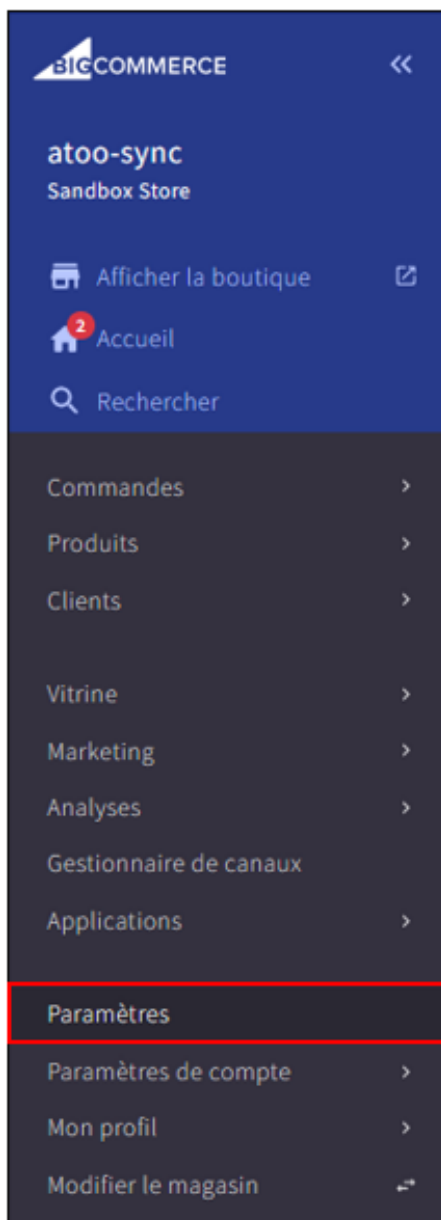 BIGCOMMERCE
atoo-sync
Sandbox Store
Afficher la boutique
2
Accueil
Rechercher
Commandes
Produits
Clients
Vitrine
Marketing
Analyses
Gestionnaire de canaux
Applications
Paramètres
Paramètres de compte
Mon profil
Modifier le magasin